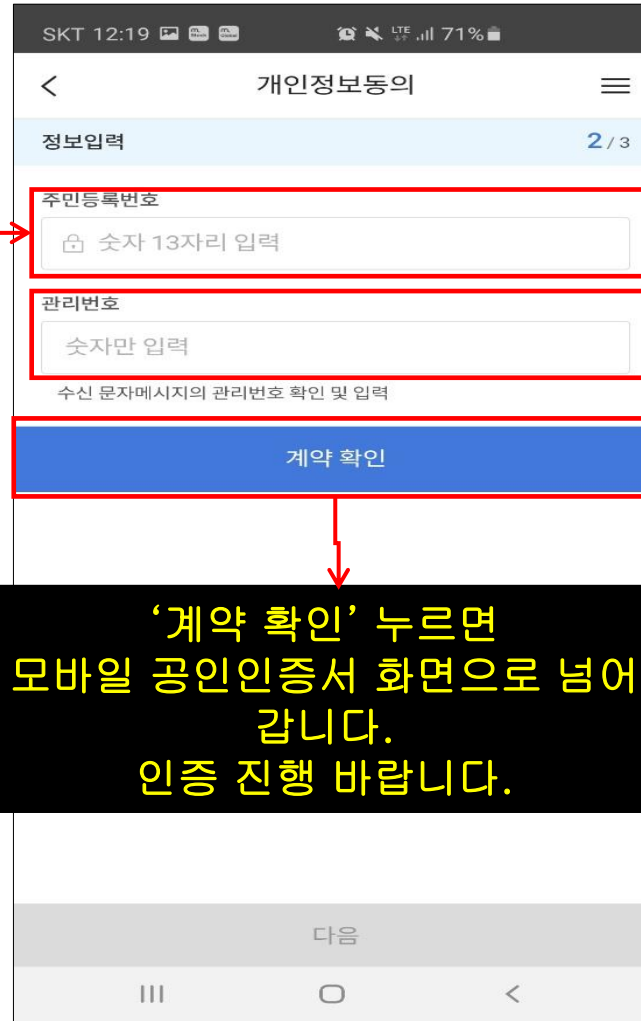 SKT 12:19 LTE 71%
개인정보동의
정보입력 2 / 3
주민등록번호
숫자 13자리 입력
관리번호
숫자만 입력
수신 문자메시지의 관리번호 확인 및 입력
계약 확인
‘계약 확인’ 누르면
모바일 공인인증서 화면으로 넘어
갑니다.
인증 진행 바랍니다.
다음